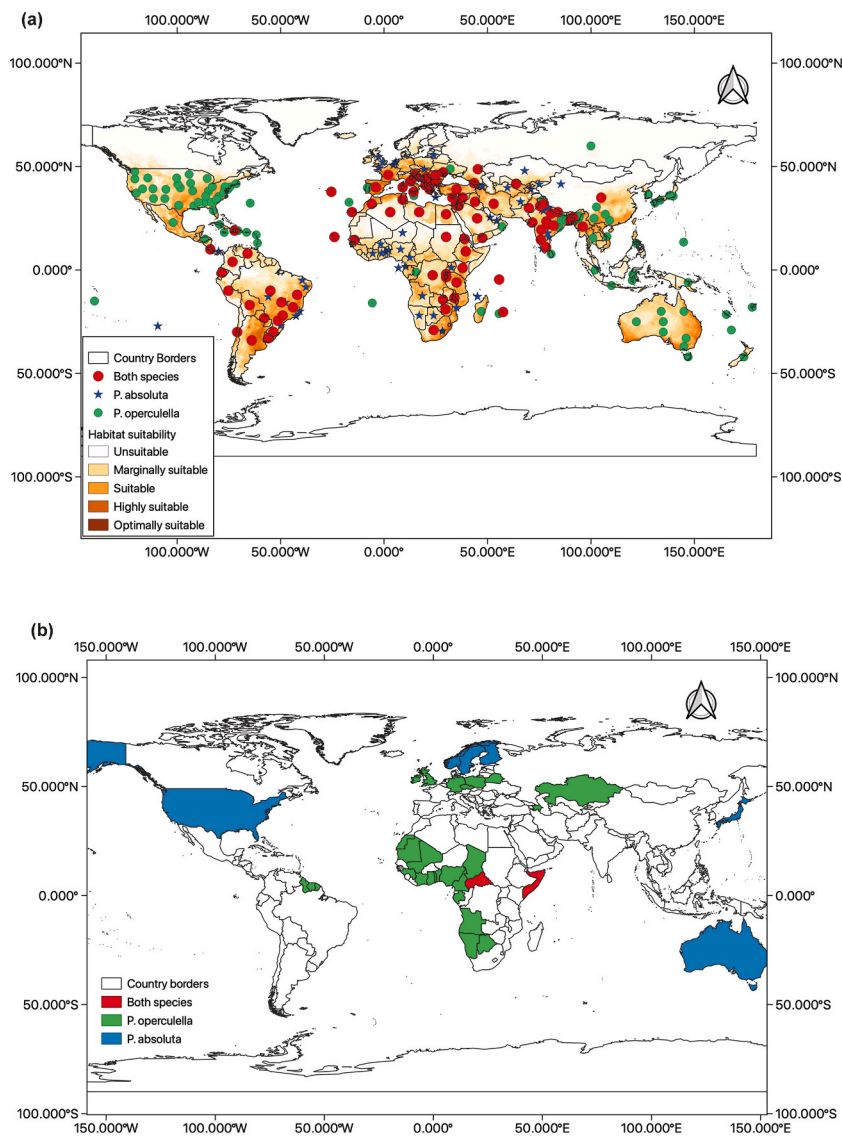 (a)
100.000°W 50.000°W 0.000° 50.000°E 100.000°E 150.000°E
100.000°N 100.000°N
50.000°N 50.000°N
0.000° 0.000°
50.000°S 50.000°S
100.000°S 100.000°S
Country Borders
Both species
P. absoluta
P. operculella
Habitat suitability
Unsuitable
Marginally suitable
Suitable
Highly suitable
Optimally suitable
100.000°W 50.000°W 0.000° 50.000°E 100.000°E 150.000°E
(b)
150.000°W 100.000°W 50.000°W 0.000° 50.000°E 100.000°E 150.000°E
100.000°N 100.000°N
50.000°N 50.000°N
0.000° 0.000°
50.000°S 50.000°S
100.000°S 100.000°S
Country borders
Both species
P. operculella
P. absoluta
150.000°W 100.000°W 50.000°W 0.000° 50.000°E 100.000°E 150.000°E